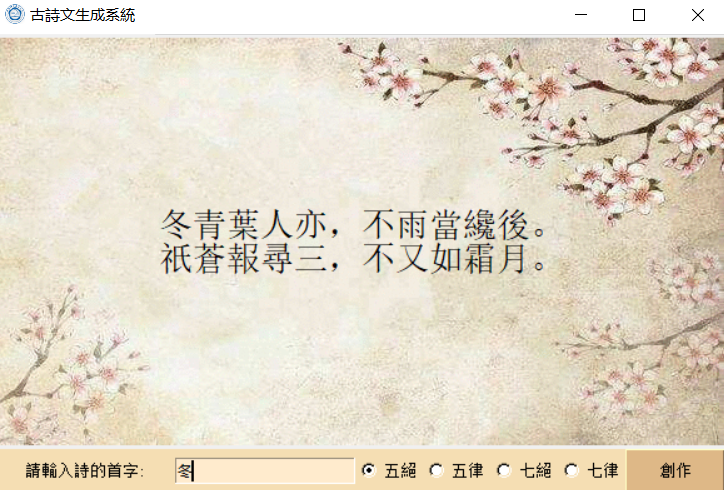 古詩文生成系統
冬青葉人亦，不雨當纔後。
祇蒼報尋三，不又如霜月。
請輸入詩的首字: 冬 五絕 五律 七絕 七律 創作